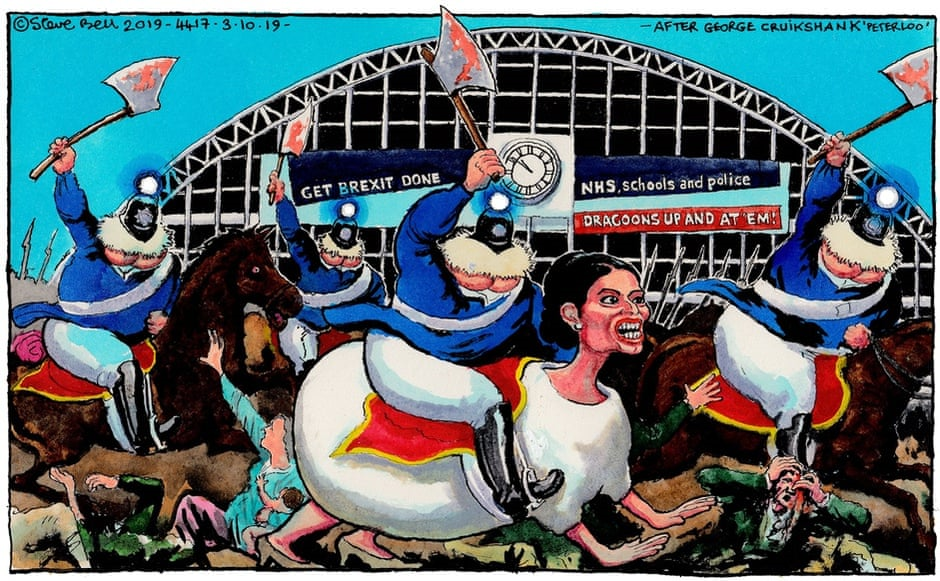 ©Steve Bell 2019-4417-3·10·19-
-AFTER GEORGE CRUIKSHANK 'PETERLOO'
GET BREXIT DONE
NHS, schools and police
DRAGOONS UP AND AT 'EM!